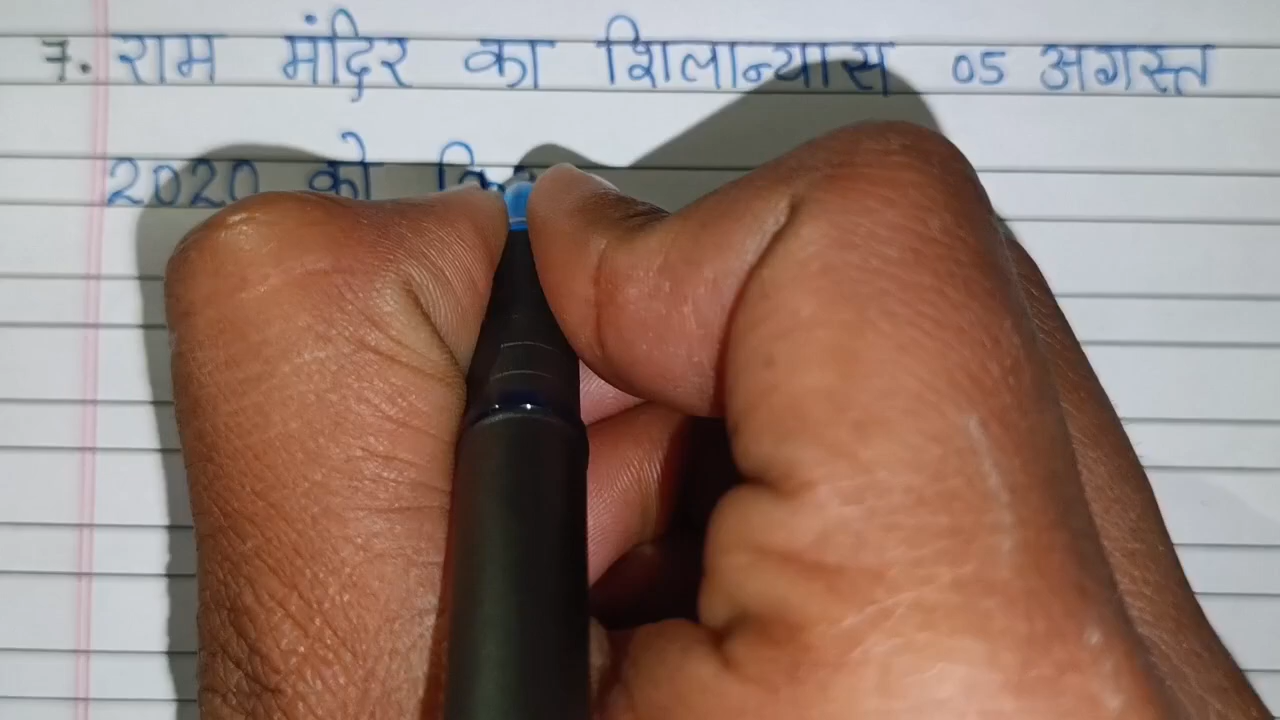 7. राम मंदिर का शिलान्यास 05 अगस्त
2020 को